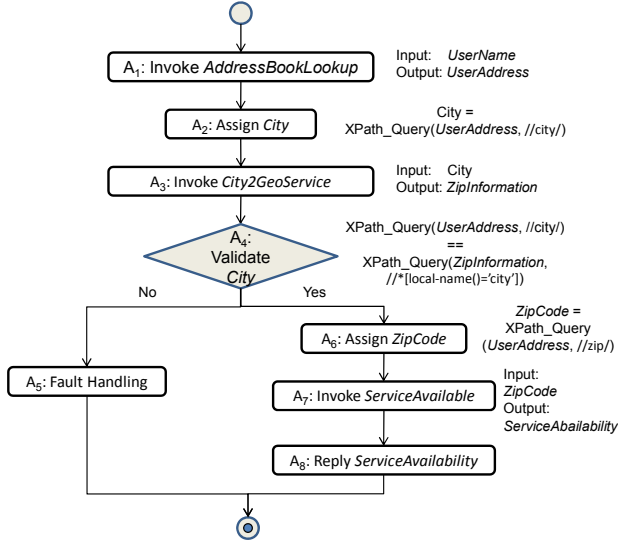 A₁: Invoke AddressBookLookup
Input: UserName
Output: UserAddress
A₂: Assign City
City =
XPath_Query(UserAddress, //city/)
A₃: Invoke City2GeoService
Input: City
Output: ZipInformation
A₄:
Validate
City
XPath_Query(UserAddress, //city/)
==
XPath_Query(ZipInformation,
//*[local-name()='city'])
No
Yes
A₆: Assign ZipCode
ZipCode =
XPath_Query
(UserAddress, //zip/)
A₅: Fault Handling
A₇: Invoke ServiceAvailable
Input:
ZipCode
Output:
ServiceAbailability
A₈: Reply ServiceAvailability